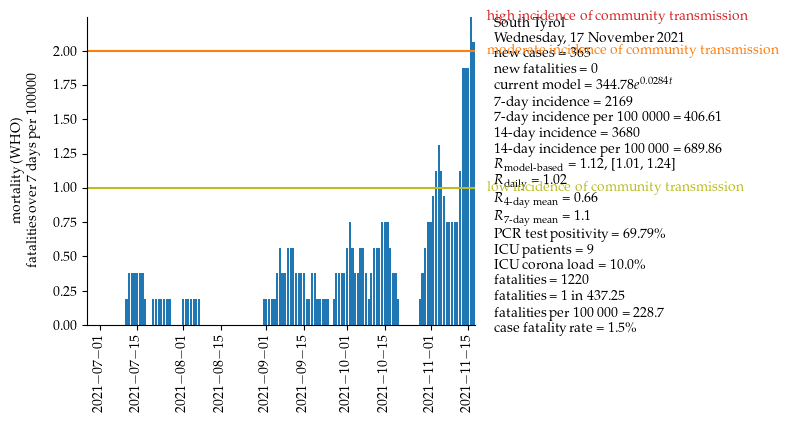 high incidence of community transmission
South Tyrol
Wednesday, 17 November 2021
moderate incidence of community transmission
new cases = 365
new fatalities = 0
current model = 344.78e^0.0284t
7-day incidence = 2169
7-day incidence per 100 0000 = 406.61
14-day incidence = 3680
14-day incidence per 100 000 = 689.86
R_model-based = 1.12, [1.01, 1.24]
R_daily = 1.02
low incidence of community transmission
R_4-day mean = 0.66
R_7-day mean = 1.1
PCR test positivity = 69.79%
ICU patients = 9
ICU corona load = 10.0%
fatalities = 1220
fatalities = 1 in 437.25
fatalities per 100 000 = 228.7
case fatality rate = 1.5%
mortality (WHO)
fatalities over 7 days per 100000
2.00
1.75
1.50
1.25
1.00
0.75
0.50
0.25
0.00
2021−07−01
2021−07−15
2021−08−01
2021−08−15
2021−09−01
2021−09−15
2021−10−01
2021−10−15
2021−11−01
2021−11−15